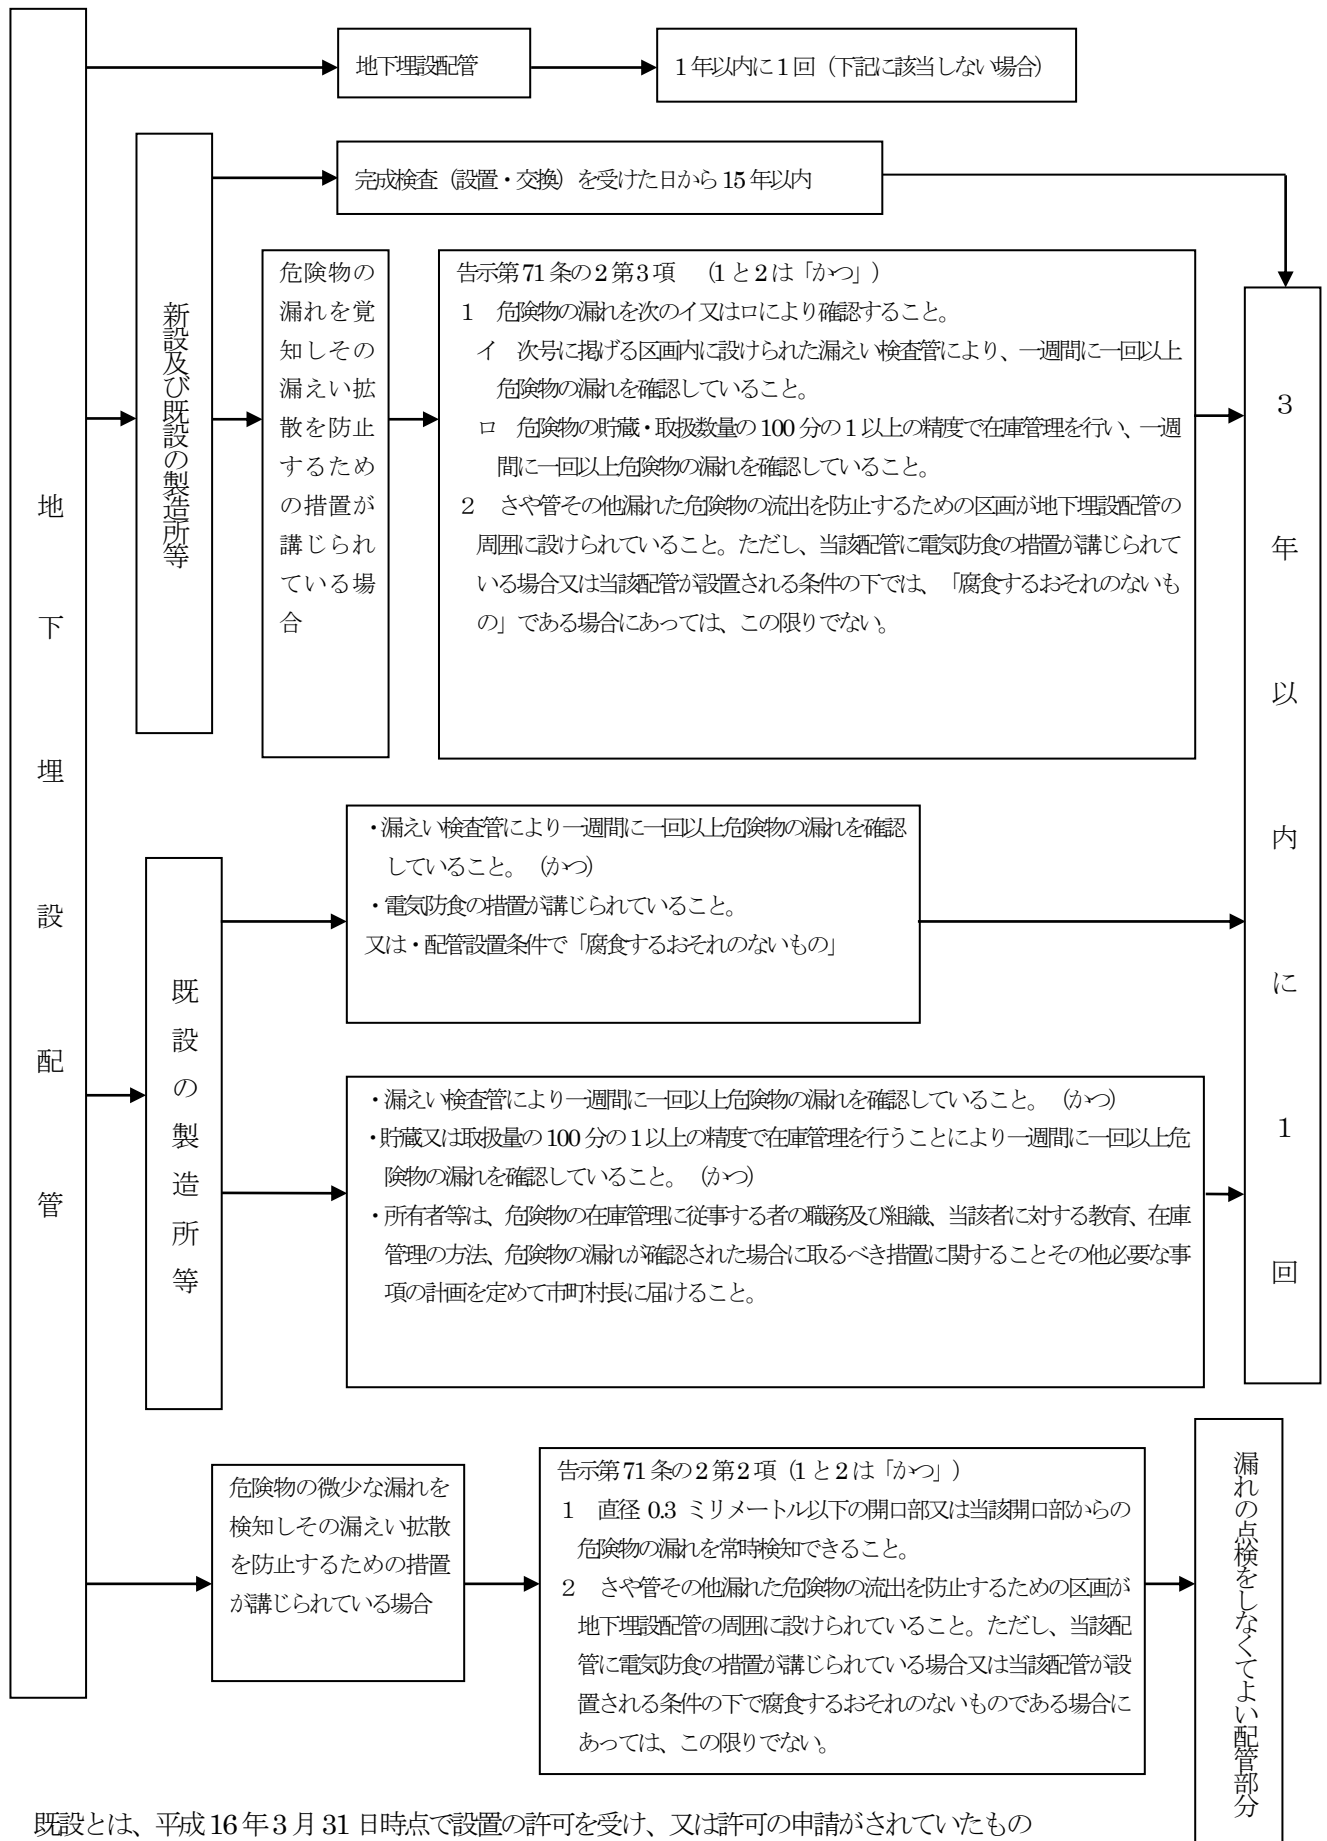 地下埋設配管
地下埋設配管
1年以内に1回（下記に該当しない場合）
新設及び既設の製造所等
完成検査（設置・交換）を受けた日から15年以内
危険物の
漏れを覚
知しその
漏えい拡
散を防止
するため
の措置が
講じられ
ている場
合
告示第71条の2第3項　（1と2は「かつ」）
1　危険物の漏れを次のイ又はロにより確認すること。
イ　次号に掲げる区画内に設けられた漏えい検査管により、一週間に一回以上
危険物の漏れを確認していること。
ロ　危険物の貯蔵・取扱数量の100分の1以上の精度で在庫管理を行い、一週
間に一回以上危険物の漏れを確認していること。
2　さや管その他漏れた危険物の流出を防止するための区画が地下埋設配管の
周囲に設けられていること。ただし、当該配管に電気防食の措置が講じられて
いる場合又は当該配管が設置される条件の下では、「腐食するおそれのないも
の」である場合にあっては、この限りでない。
3年以内に1回
既設の製造所等
・漏えい検査管により一週間に一回以上危険物の漏れを確認
していること。（かつ）
・電気防食の措置が講じられていること。
又は・配管設置条件で「腐食するおそれのないもの」
・漏えい検査管により一週間に一回以上危険物の漏れを確認していること。（かつ）
・貯蔵又は取扱量の100分の1以上の精度で在庫管理を行うことにより一週間に一回以上危
険物の漏れを確認していること。（かつ）
・所有者等は、危険物の在庫管理に従事する者の職務及び組織、当該者に対する教育、在庫
管理の方法、危険物の漏れが確認された場合に取るべき措置に関することその他必要な事
項の計画を定めて市町村長に届けること。
危険物の微少な漏れを
検知しその漏えい拡散
を防止するための措置
が講じられている場合
告示第71条の2第2項（1と2は「かつ」）
1　直径 0.3 ミリメートル以下の開口部又は当該開口部からの
危険物の漏れを常時検知できること。
2　さや管その他漏れた危険物の流出を防止するための区画が
地下埋設配管の周囲に設けられていること。ただし、当該配
管に電気防食の措置が講じられている場合又は当該配管が設
置される条件の下で腐食するおそれのないものである場合に
あっては、この限りでない。
漏れの点検をしなくてよい配管部分
既設とは、平成16年3月31日時点で設置の許可を受け、又は許可の申請がされていたもの